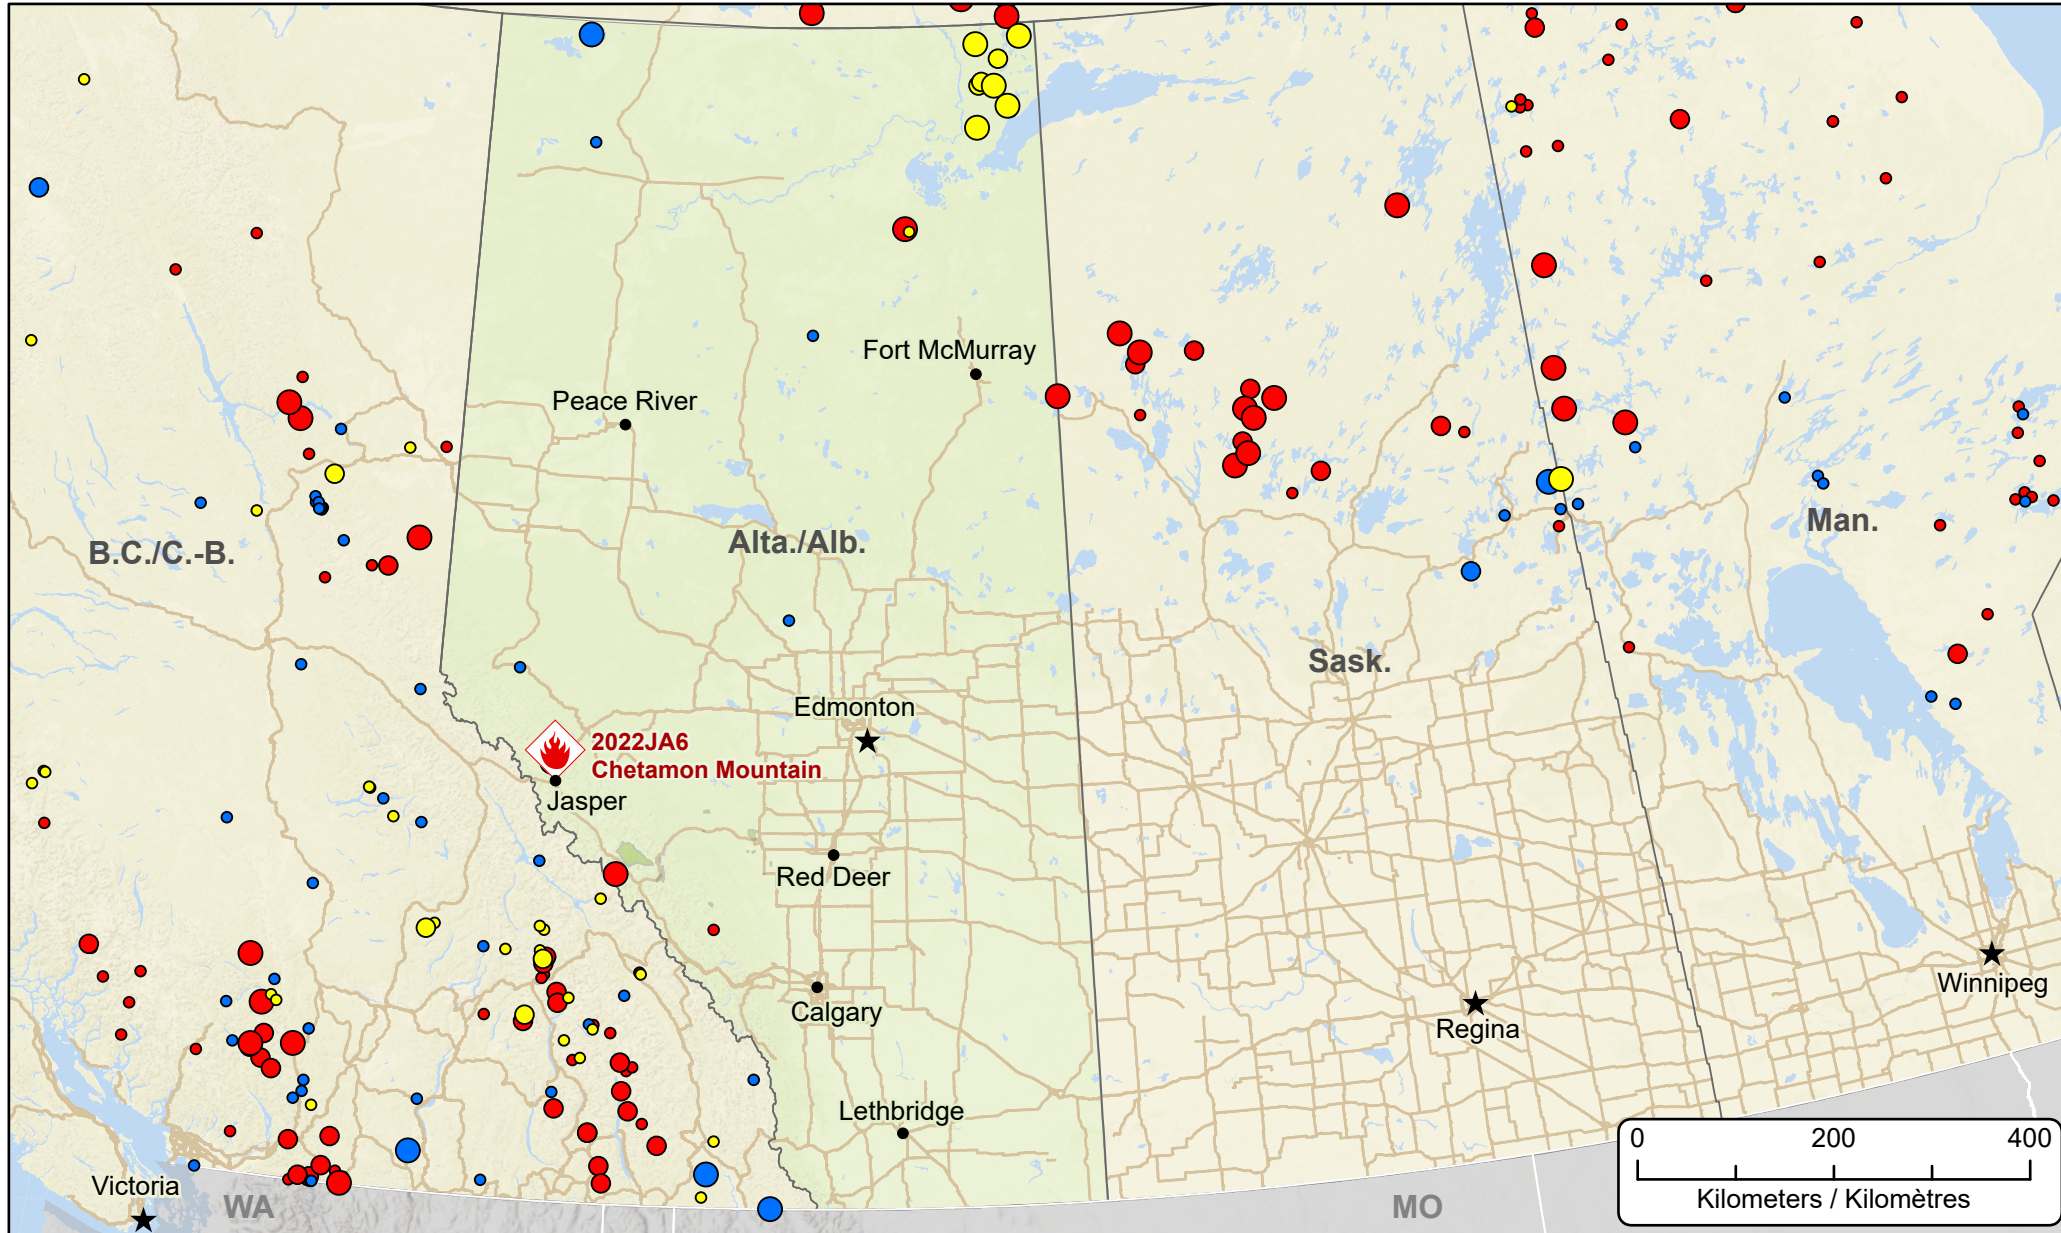 Fort McMurray
Peace River
B.C./C.-B.
Alta./Alb.
Man.
Sask.
Edmonton
2022JA6
Chetamon Mountain
Jasper
Red Deer
Winnipeg
Calgary
Regina
Lethbridge
Victoria
WA
MO
0 200 400
Kilometers / Kilomètres